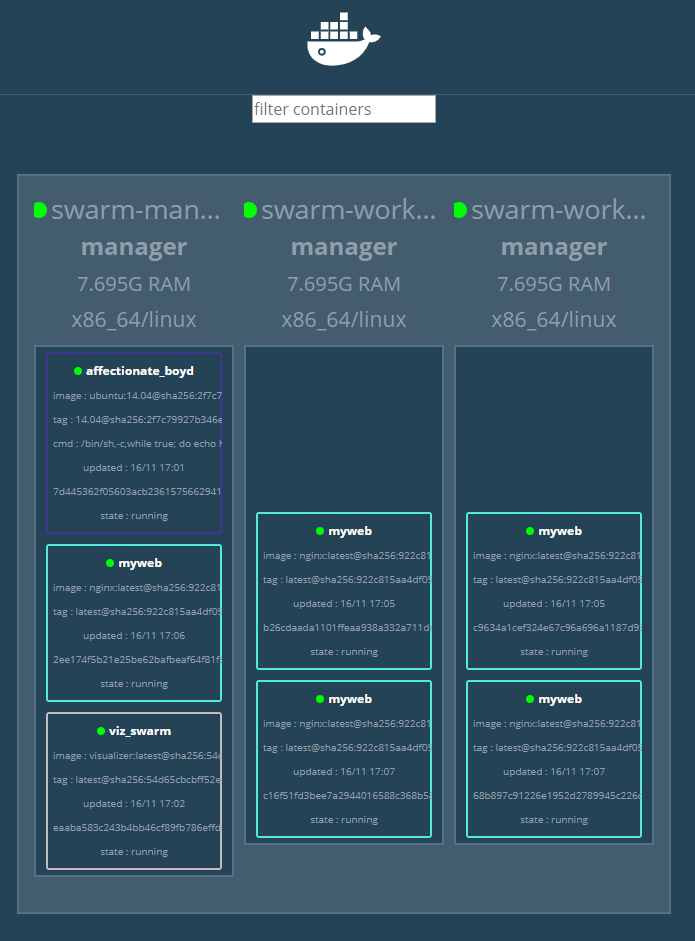 filter containers
swarm-man...
manager
7.695G RAM
x86_64/linux
affectionate_boyd
image : ubuntu:14.04@sha256:2f7c7
tag : 14.04@sha256:2f7c79927b346e
cmd : /bin/sh,-c,while true; do echo h
updated : 16/11 17:01
7d445362f05603acb2361575662941
state : running
myweb
image : nginx:latest@sha256:922c81
tag : latest@sha256:922c815aa4df05
updated : 16/11 17:06
2ee174f5b21e25be62bafbeaf64f81f
state : running
viz_swarm
image : visualizer:latest@sha256:54d
tag : latest@sha256:54d65cbcbff52e
updated : 16/11 17:02
eaaba583c243b4bb46cf89fb786effd
state : running
swarm-work...
manager
7.695G RAM
x86_64/linux
myweb
image : nginx:latest@sha256:922c81
tag : latest@sha256:922c815aa4df05
updated : 16/11 17:05
b26cdaada1101ffeaa938a332a711d
state : running
myweb
image : nginx:latest@sha256:922c81
tag : latest@sha256:922c815aa4df05
updated : 16/11 17:07
c16f51fd3bee7a2944016588c368b54
state : running
swarm-work...
manager
7.695G RAM
x86_64/linux
myweb
image : nginx:latest@sha256:922c81
tag : latest@sha256:922c815aa4df05
updated : 16/11 17:05
c9634a1cef324e67c96a696a1187d9
state : running
myweb
image : nginx:latest@sha256:922c81
tag : latest@sha256:922c815aa4df05
updated : 16/11 17:07
68b897c91226e1952d2789945c226
state : running